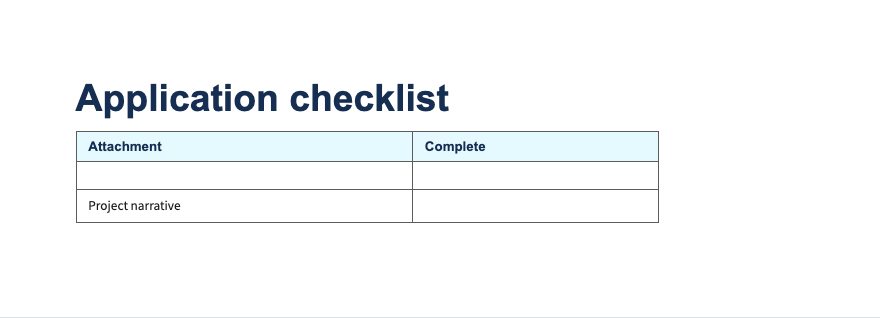 Application checklist
Attachment Complete
Project narrative